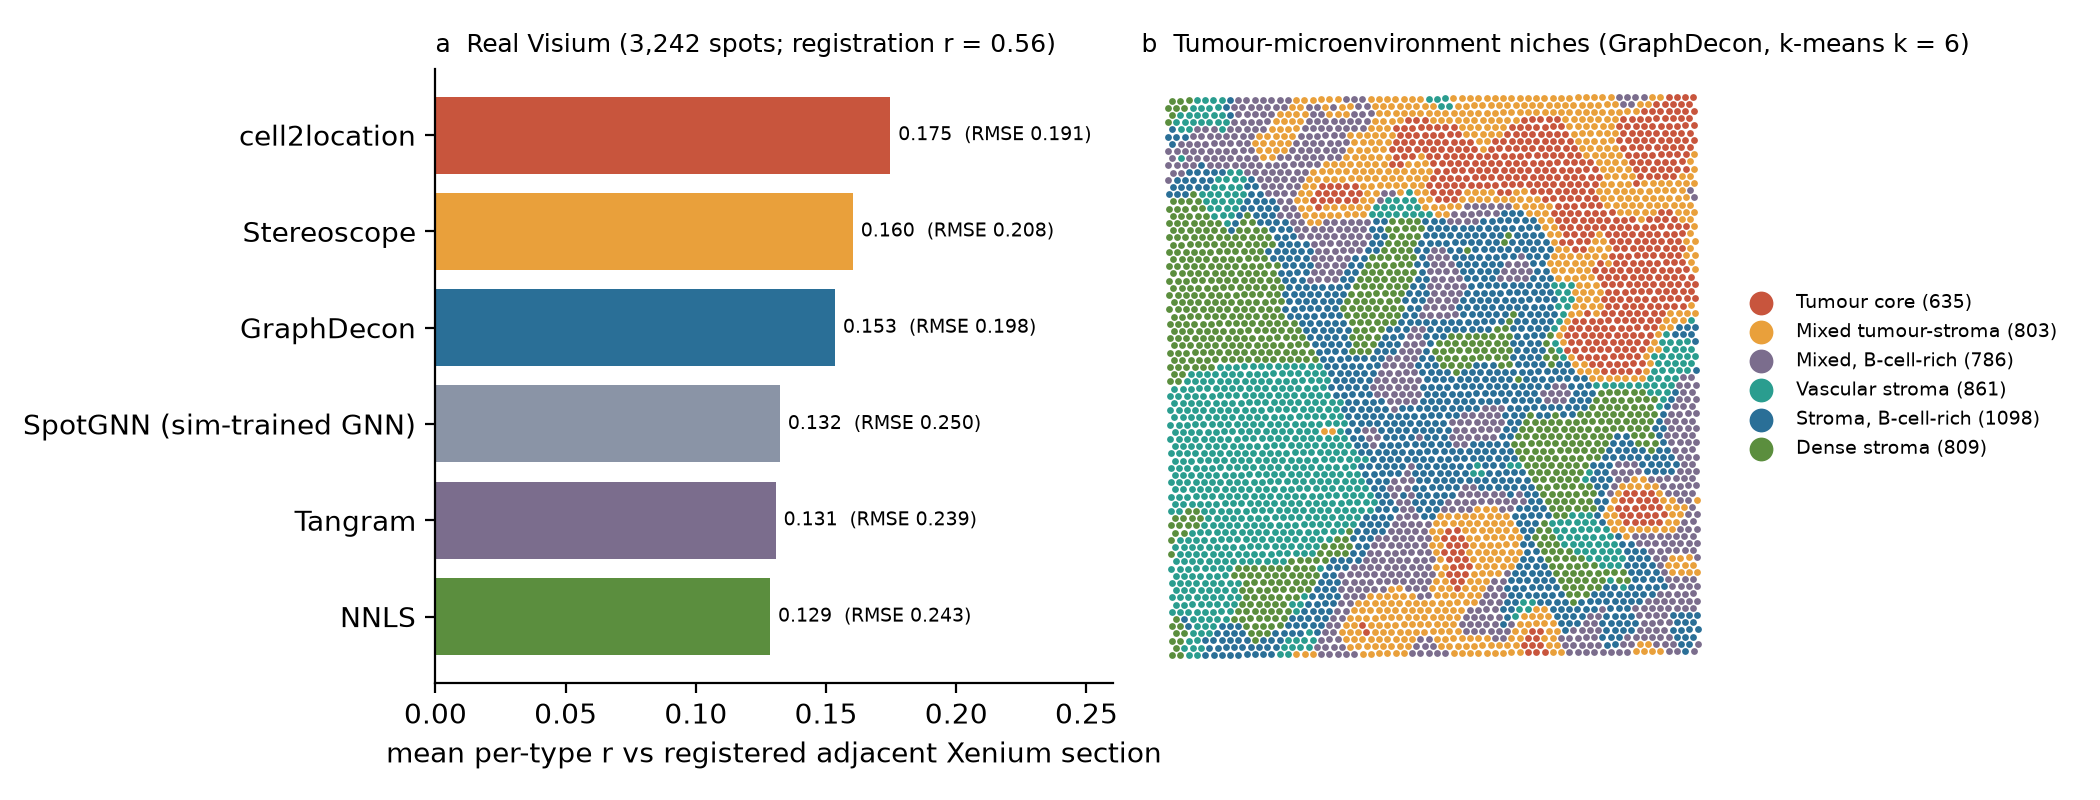 a  Real Visium (3,242 spots; registration r = 0.56)
cell2location
0.175  (RMSE 0.191)
Stereoscope
0.160  (RMSE 0.208)
GraphDecon
0.153  (RMSE 0.198)
SpotGNN (sim-trained GNN)
0.132  (RMSE 0.250)
Tangram
0.131  (RMSE 0.239)
NNLS
0.129  (RMSE 0.243)
0.00 0.05 0.10 0.15 0.20 0.25
mean per-type r vs registered adjacent Xenium section
b  Tumour-microenvironment niches (GraphDecon, k-means k = 6)
Tumour core (635)
Mixed tumour-stroma (803)
Mixed, B-cell-rich (786)
Vascular stroma (861)
Stroma, B-cell-rich (1098)
Dense stroma (809)